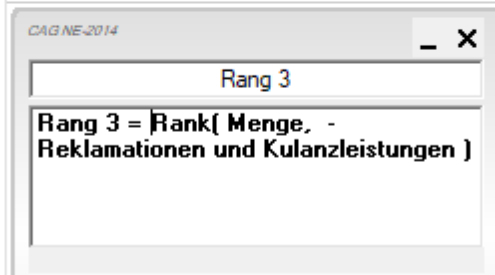 CAG NE-2014
Rang 3
Rang 3 = Rank( Menge, -
Reklamationen und Kulanzleistungen )